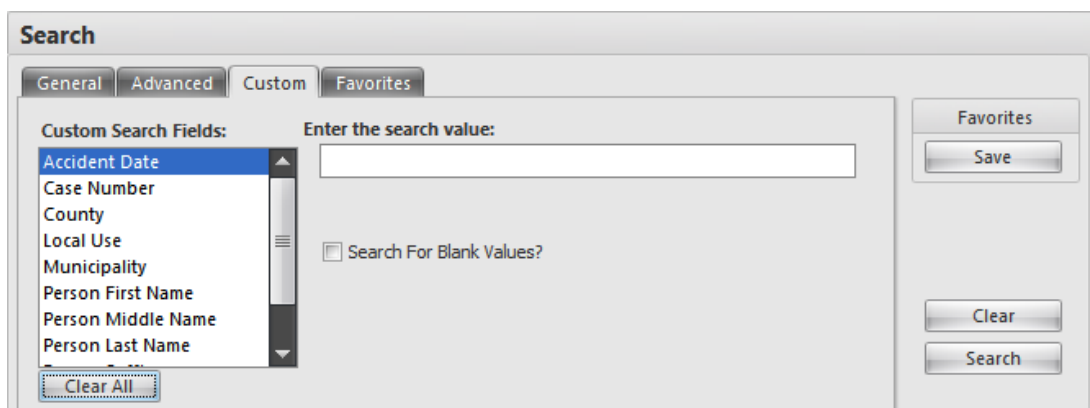 Search
General Advanced Custom Favorites
Custom Search Fields:
Accident Date
Case Number
County
Local Use
Municipality
Person First Name
Person Middle Name
Person Last Name
Clear All
Enter the search value:
Search For Blank Values?
Favorites
Save
Clear
Search